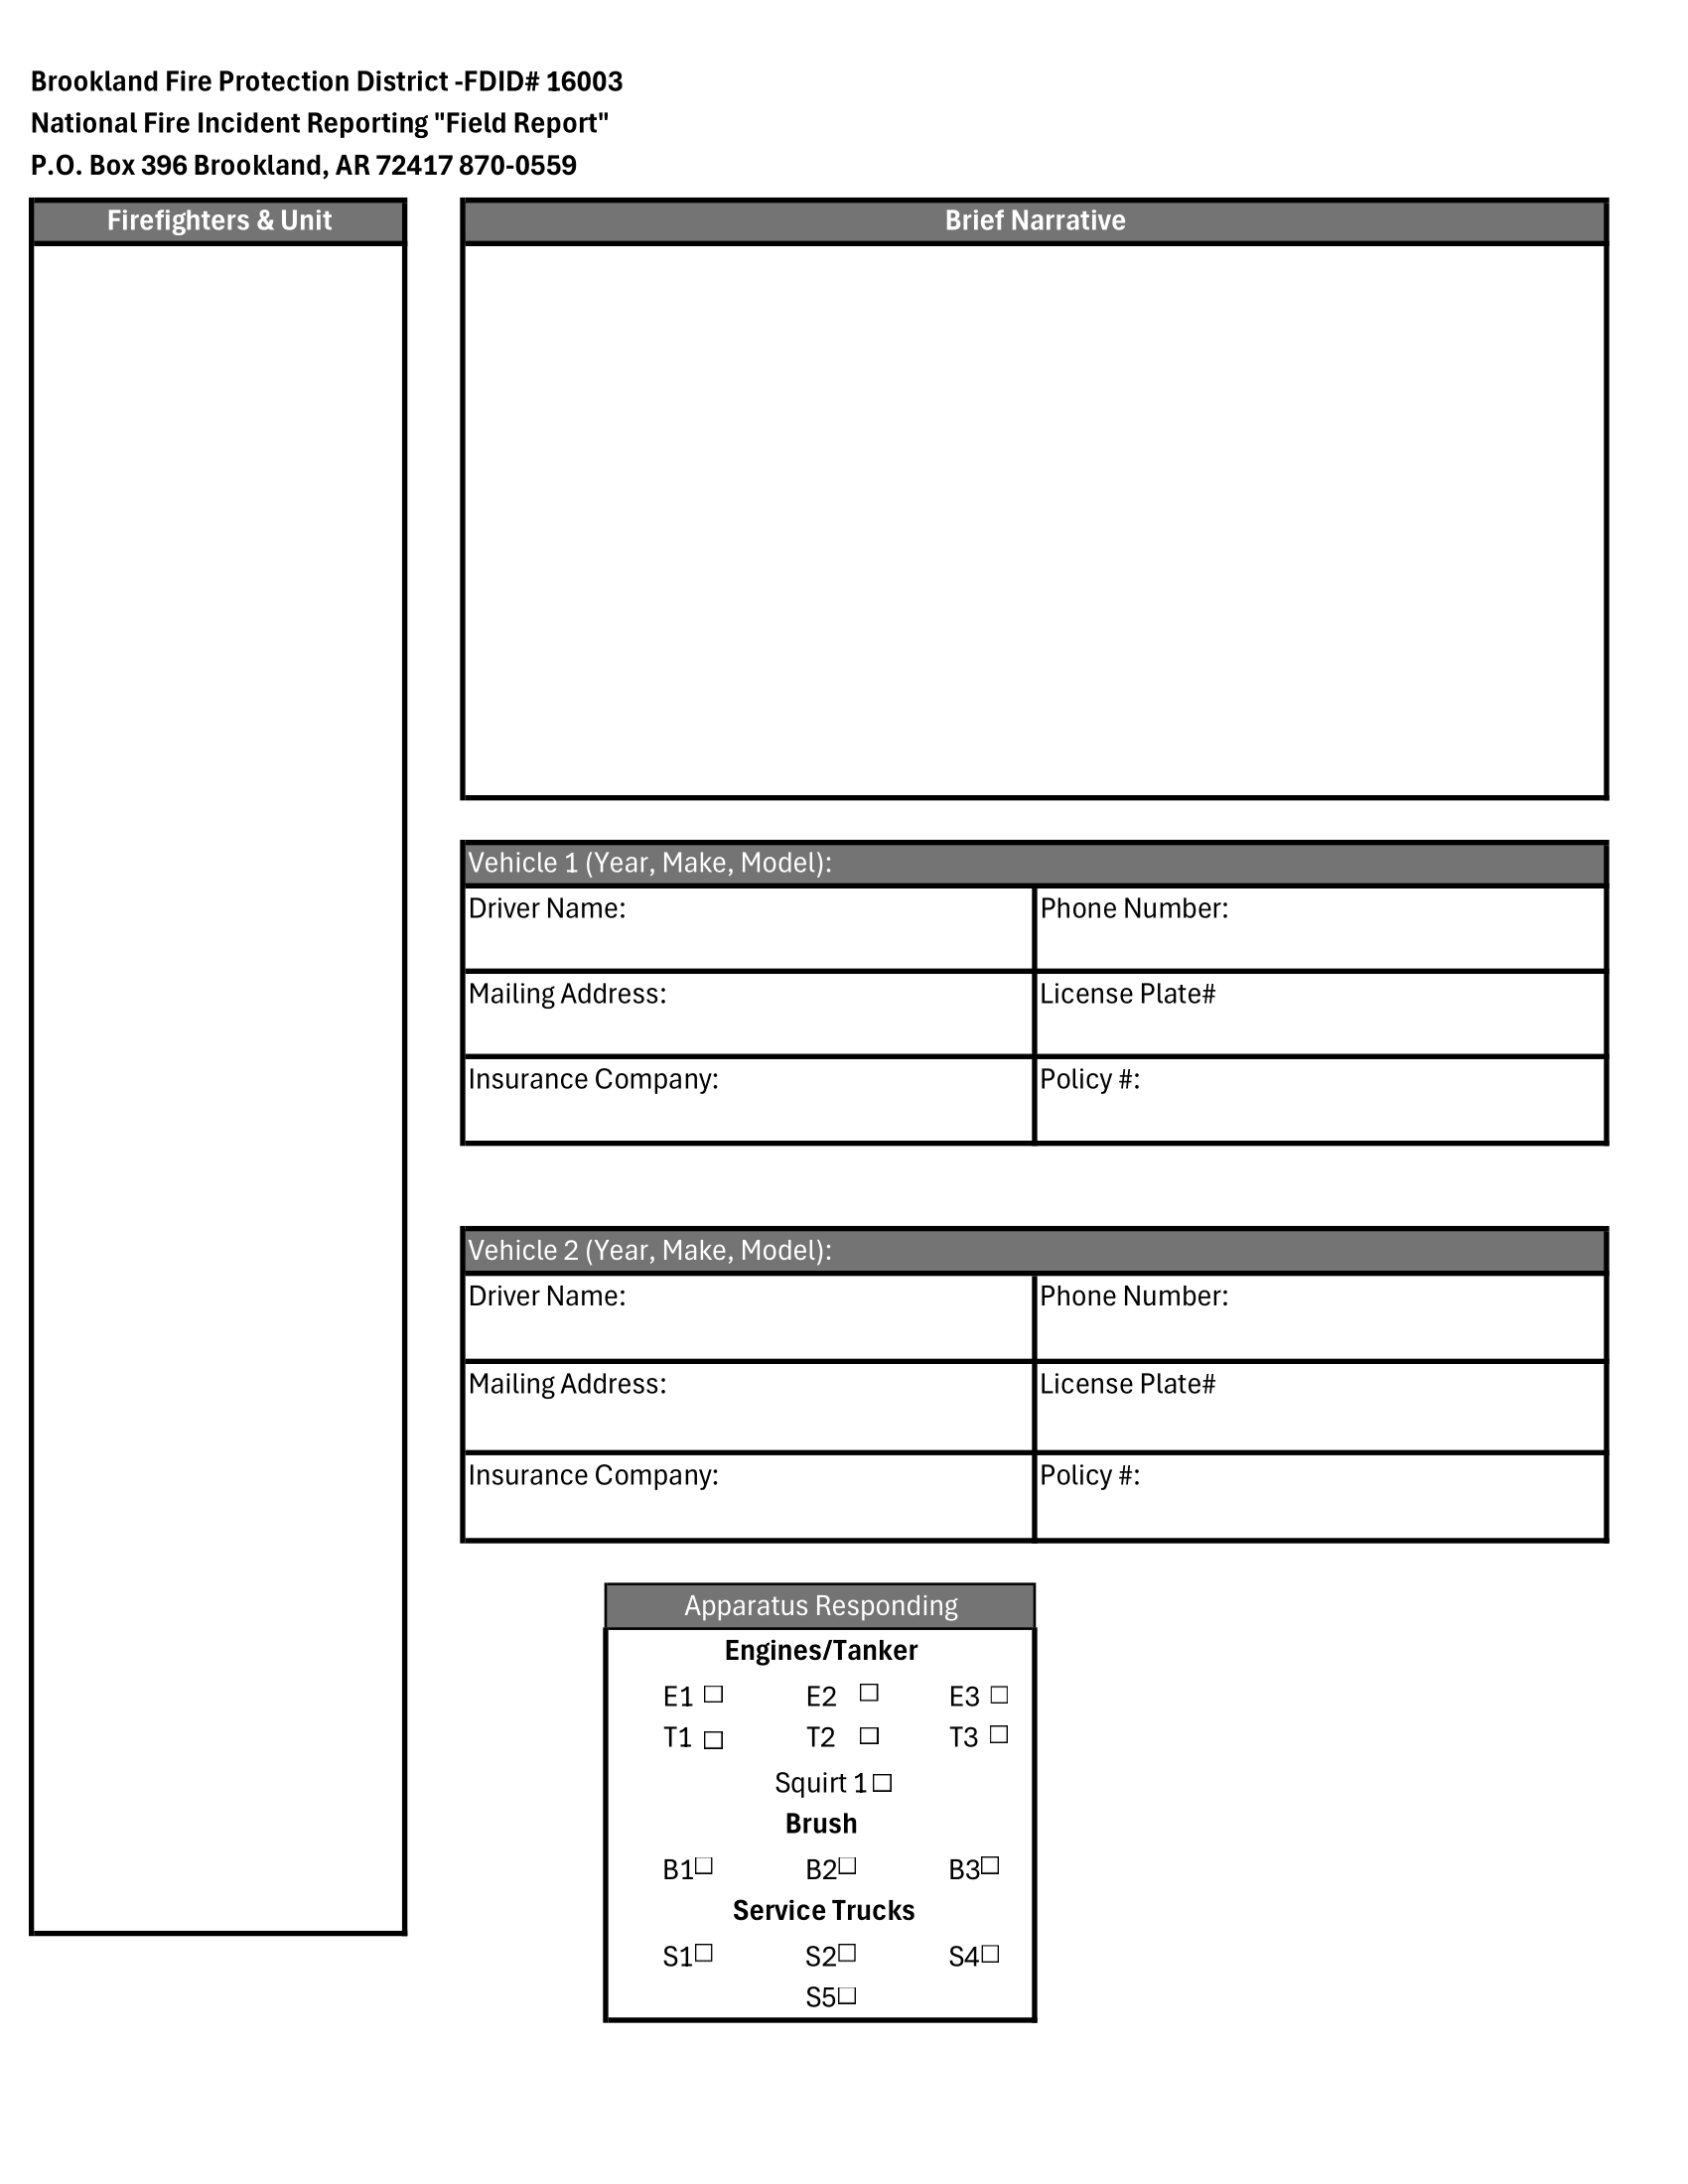 Brookland Fire Protection District -FDID# 16003
National Fire Incident Reporting "Field Report"
P.O. Box 396 Brookland, AR 72417 870-0559
Firefighters & Unit
Brief Narrative
Vehicle 1 (Year, Make, Model):
Driver Name:
Phone Number:
Mailing Address:
License Plate#
Insurance Company:
Policy #:
Vehicle 2 (Year, Make, Model):
Driver Name:
Phone Number:
Mailing Address:
License Plate#
Insurance Company:
Policy #:
Apparatus Responding
Engines/Tanker
E1 ☐ E2 ☐ E3 ☐
T1 ☐ T2 ☐ T3 ☐
Squirt 1 ☐
Brush
B1 ☐ B2 ☐ B3 ☐
Service Trucks
S1 ☐ S2 ☐ S4 ☐
S5 ☐